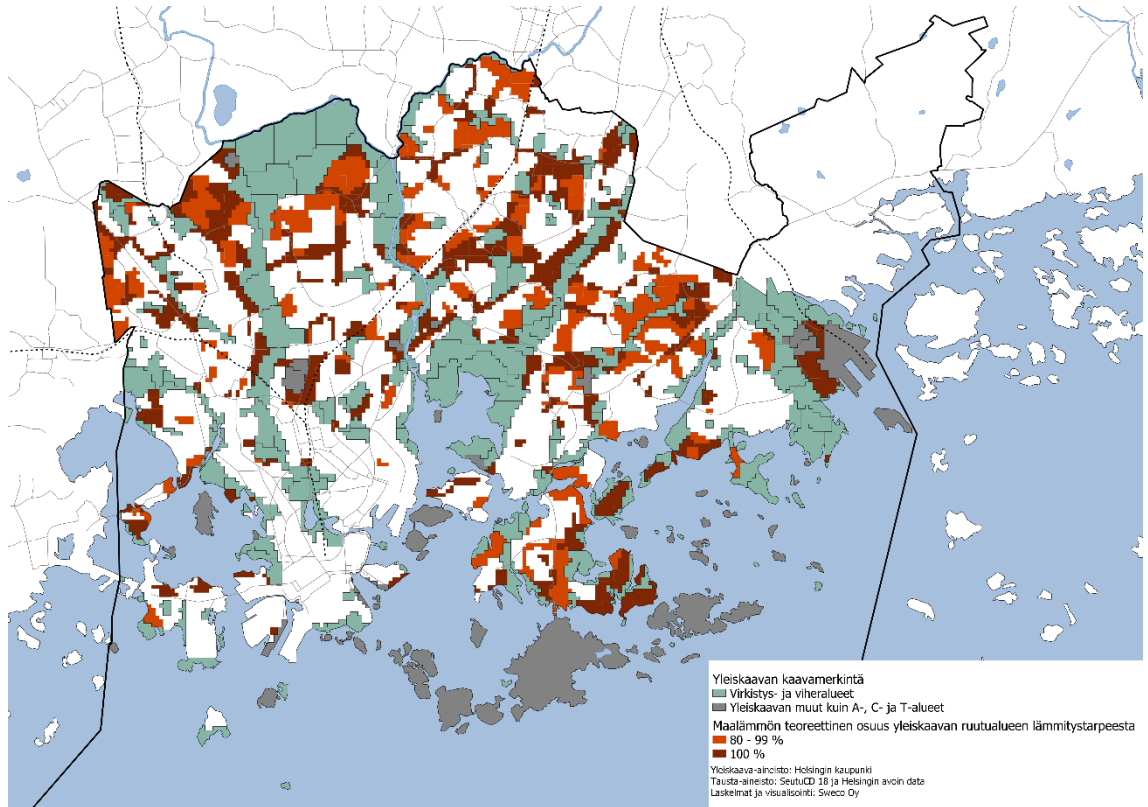 Yleiskaavan kaavamerkintä
Virkistys- ja viheralueet
Yleiskaavan muut kuin A-, C- ja T-alueet
Maalämmön teoreettinen osuus yleiskaavan ruutualueen lämmitystarpeesta
80 - 99 %
100 %
Yleiskaava-aineisto: Helsingin kaupunki
Tausta-aineisto: SeutuCD 18 ja Helsingin avoin data
Laskelmat ja visualisointi: Sweco Oy